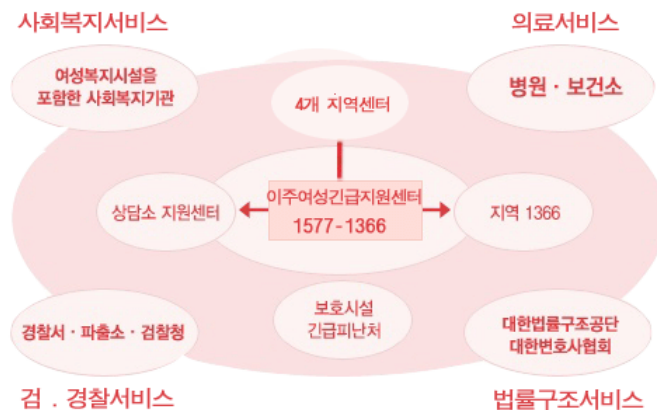 사회복지서비스
의료서비스
여성복지시설을
포함한 사회복지기관
병원 · 보건소
4개 지역센터
상담소 지원센터
이주여성긴급지원센터
1577-1366
지역 1366
보호시설
긴급피난처
경찰서 · 파출소 · 검찰청
대한법률구조공단
대한변호사협회
검 . 경찰서비스
법률구조서비스